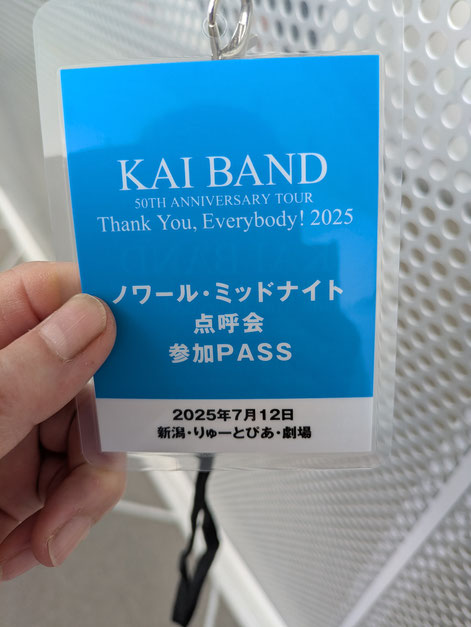 KAI BAND
50TH ANNIVERSARY TOUR
Thank You, Everybody! 2025
ノワール・ミッドナイト
点呼会
参加PASS
2025年7月12日
新潟・りゅーとぴあ・劇場